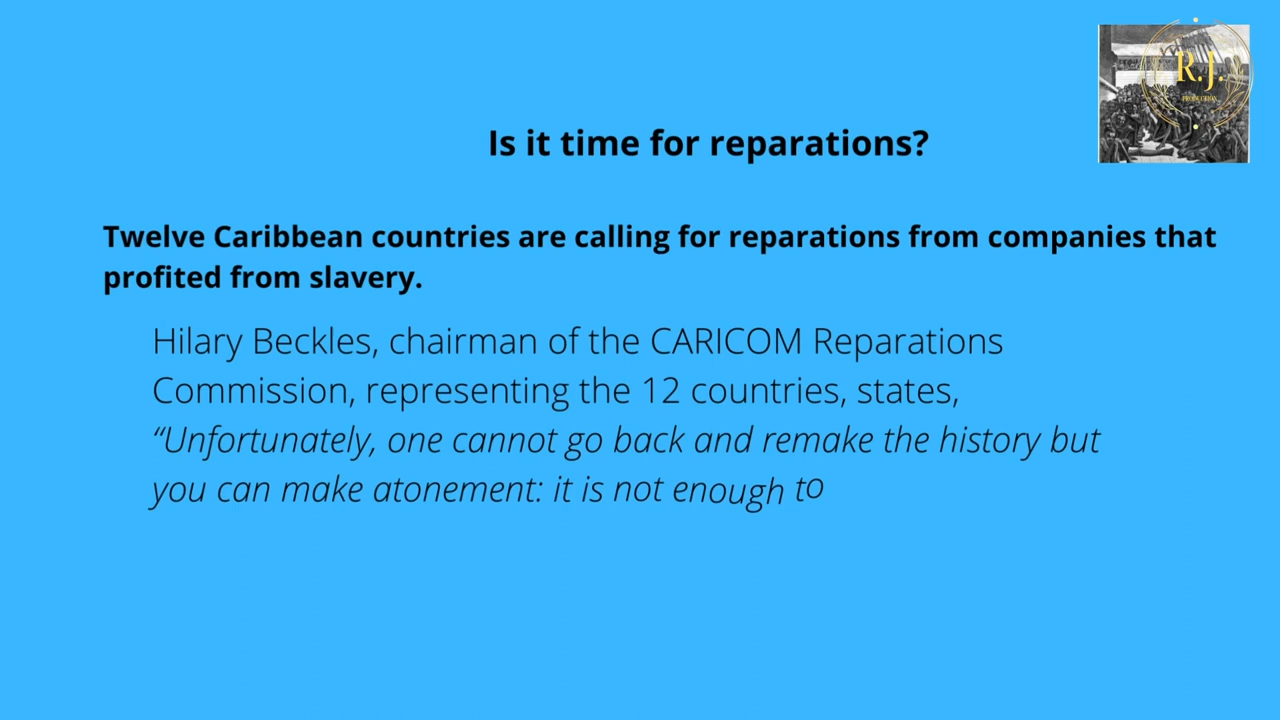 R.J.
PRODUCTION
Is it time for reparations?
Twelve Caribbean countries are calling for reparations from companies that
profited from slavery.
Hilary Beckles, chairman of the CARICOM Reparations
Commission, representing the 12 countries, states,
“Unfortunately, one cannot go back and remake the history but
you can make atonement: it is not enough to